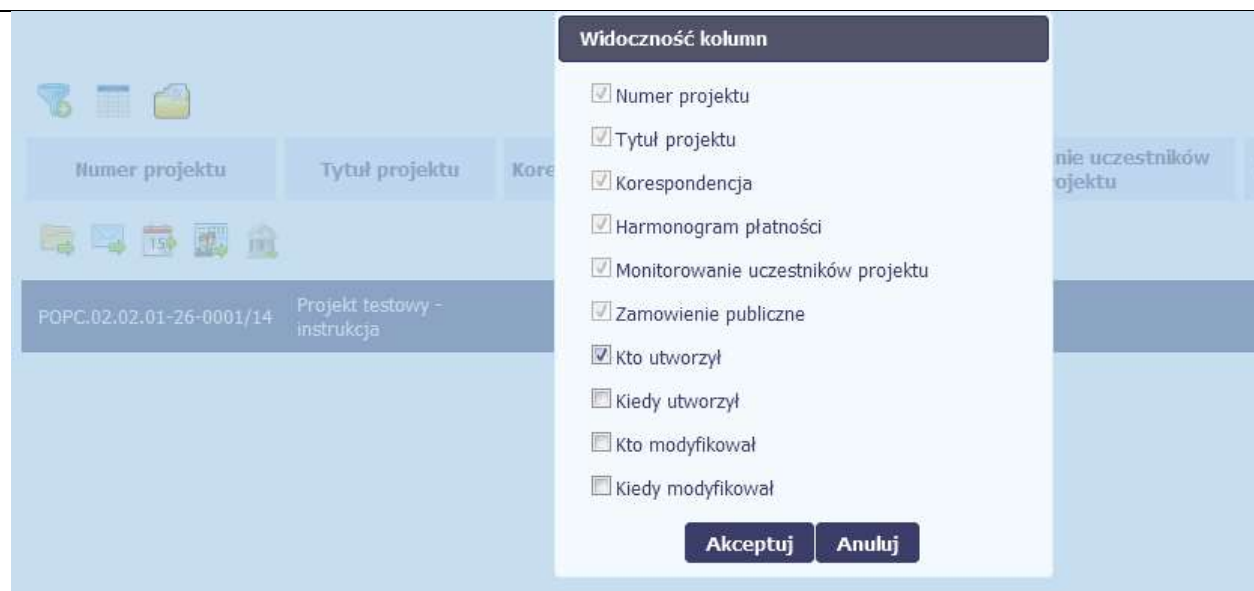 Widoczność kolumn
Numer projektu
Tytuł projektu
Korespondencja
Harmonogram płatności
Monitorowanie uczestników projektu
Zamowienie publiczne
Kto utworzył
Kiedy utworzył
Kto modyfikował
Kiedy modyfikował
Akceptuj Anuluj
Numer projektu Tytuł projektu Kore nie uczestników
ojektu
15
POPC.02.02.01-26-0001/14 Projekt testowy -
instrukcja